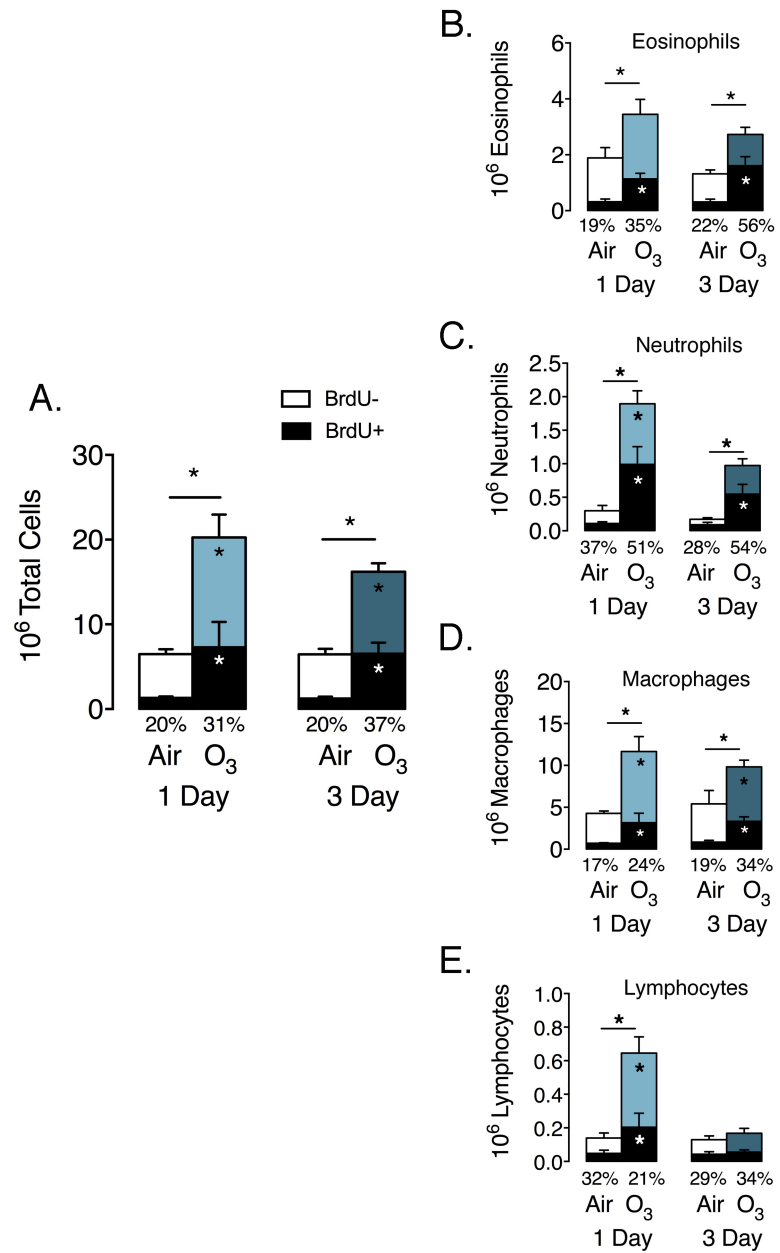 A.
BrdU-
BrdU+
10⁶ Total Cells
30
20
10
0
*
*
*
*
*
*
20% 31% 20% 37%
Air O₃ Air O₃
1 Day 3 Day
B.
Eosinophils
10⁶ Eosinophils
6
4
2
0
*
*
*
*
19% 35% 22% 56%
Air O₃ Air O₃
1 Day 3 Day
C.
Neutrophils
10⁶ Neutrophils
2.5
2.0
1.5
1.0
0.5
0.0
*
*
*
*
*
37% 51% 28% 54%
Air O₃ Air O₃
1 Day 3 Day
D.
Macrophages
10⁶ Macrophages
20
15
10
5
0
*
*
*
*
*
*
17% 24% 19% 34%
Air O₃ Air O₃
1 Day 3 Day
E.
Lymphocytes
10⁶ Lymphocytes
1.0
0.8
0.6
0.4
0.2
0.0
*
*
*
32% 21% 29% 34%
Air O₃ Air O₃
1 Day 3 Day